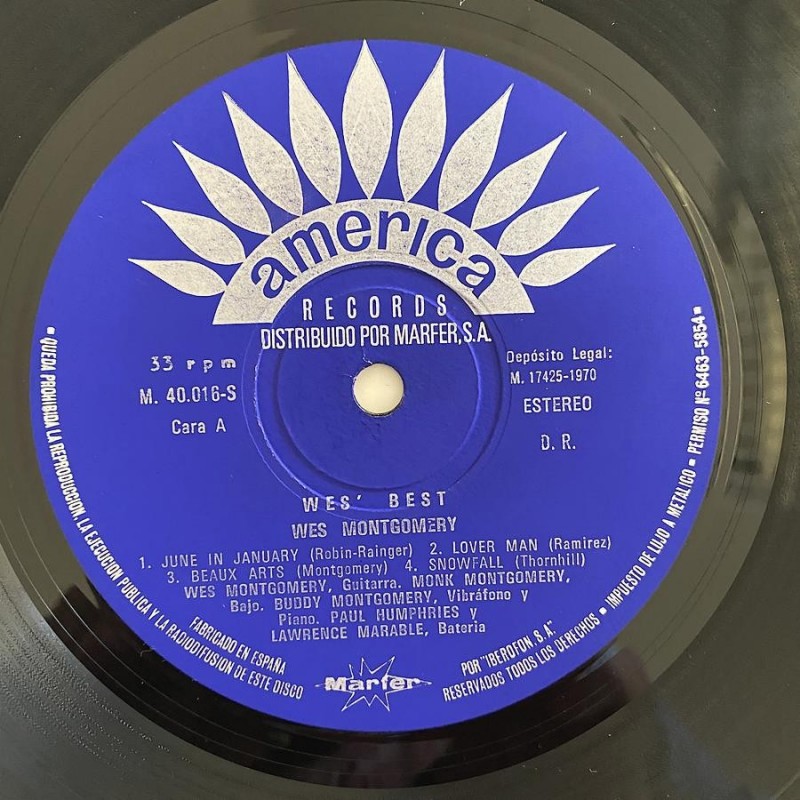 america
RECORDS
DISTRIBUIDO POR MARFER, S.A.
33 rpm
M. 40.016-S
Cara A
Depósito Legal:
M. 17425-1970
ESTEREO
D. R.
WES' BEST
WES MONTGOMERY
1. JUNE IN JANUARY (Robin-Rainger) 2. LOVER MAN (Ramirez)
3. BEAUX ARTS (Montgomery) 4. SNOWFALL (Thornhill)
WES MONTGOMERY, Guitarra. MONK MONTGOMERY,
Bajo. BUDDY MONTGOMERY, Vibráfono y
Piano. PAUL HUMPHRIES y
LAWRENCE MARABLE, Bateria
Marfer
▪ QUEDA PROHIBIDA LA REPRODUCCION, LA EJECUCION PUBLICA Y LA RADIODIFUSION DE ESTE DISCO
FABRICADO EN ESPAÑA
POR "IBEROFON S.A."
RESERVADOS TODOS LOS DERECHOS ▪ IMPUESTO DE LUJO A METALICO ▪ PERMISO Nº 6463-5854 ▪